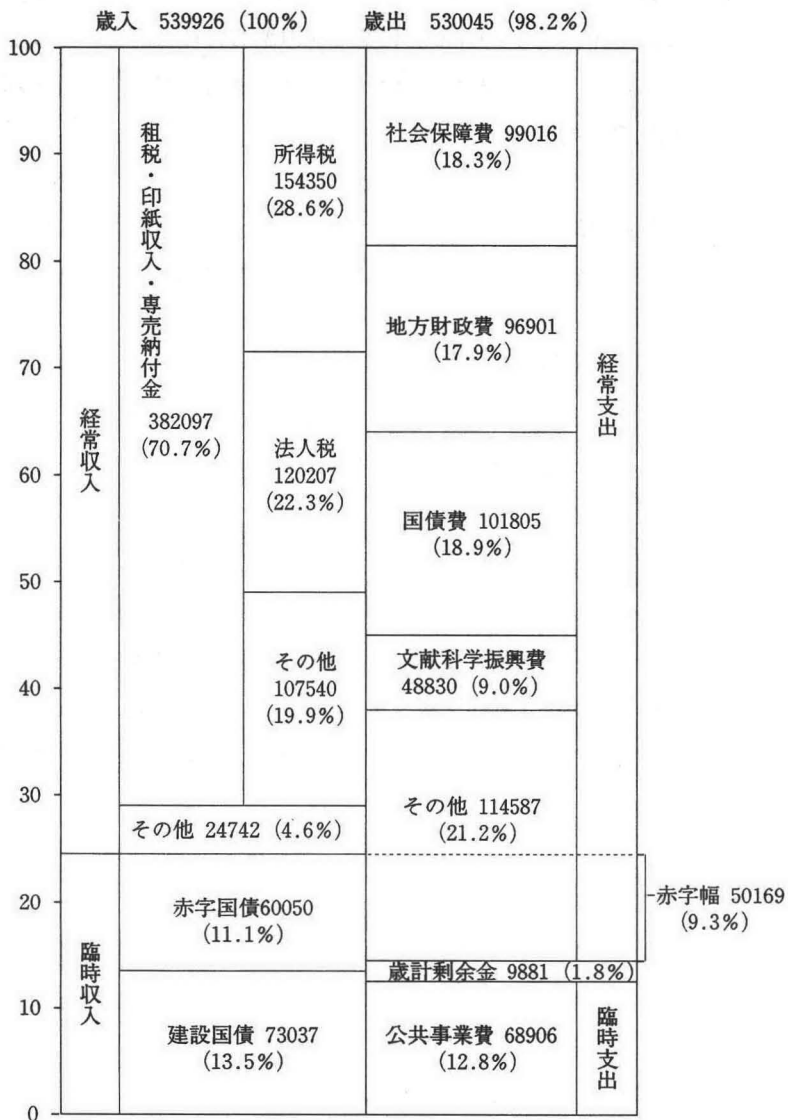 歳入 539926 (100%) 歳出 530045 (98.2%)
100
90
80
70
60
50
40
30
20
10
0
経常収入
臨時収入
租税・印紙収入・専売納付金
382097
(70.7%)
その他 24742 (4.6%)
赤字国債60050
(11.1%)
建設国債 73037
(13.5%)
所得税
154350
(28.6%)
法人税
120207
(22.3%)
その他
107540
(19.9%)
社会保障費 99016
(18.3%)
地方財政費 96901
(17.9%)
国債費 101805
(18.9%)
文献科学振興費
48830 (9.0%)
その他 114587
(21.2%)
歳計剰余金 9881 (1.8%)
公共事業費 68906
(12.8%)
経常支出
臨時支出
赤字幅 50169
(9.3%)